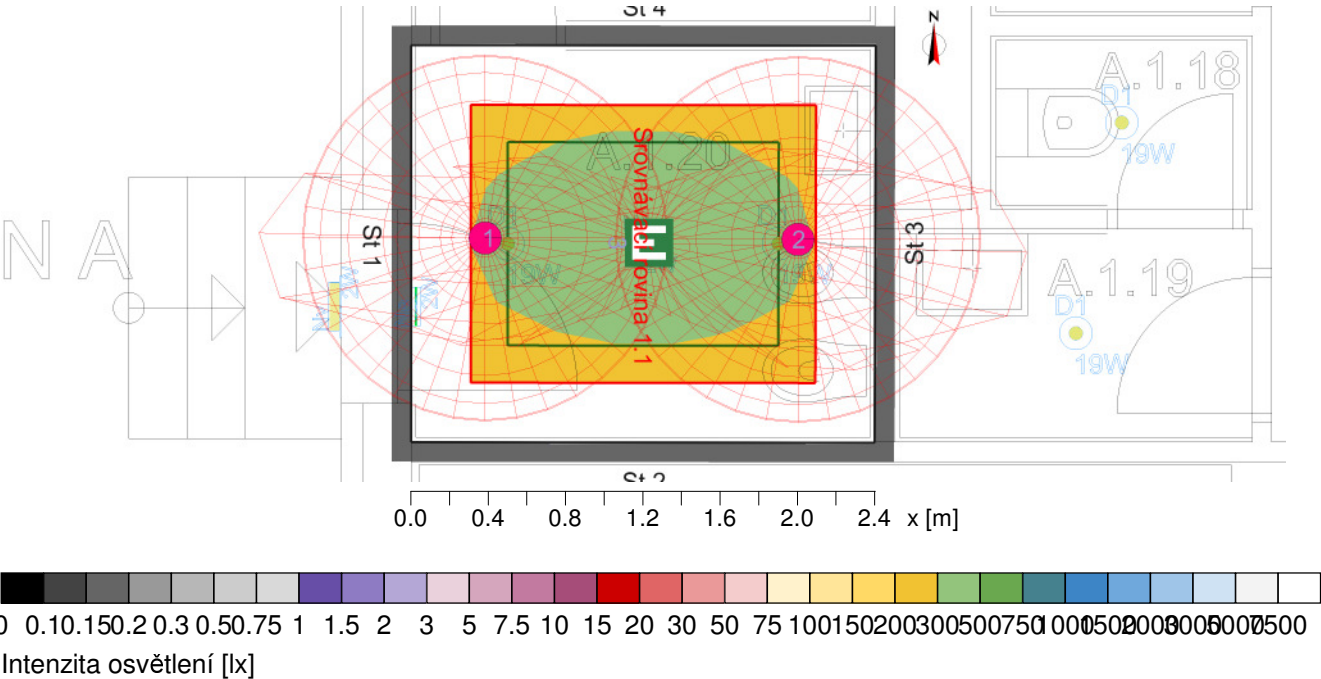 St 4
z
A.1.18
D1
19W
A.1.20
N A
St 1
1
Srovnávací rovina 1.1
2
St 3
19W
A.1.19
D1
19W
St 2
0.0 0.4 0.8 1.2 1.6 2.0 2.4 x [m]
0 0.1 0.15 0.2 0.3 0.5 0.75 1 1.5 2 3 5 7.5 10 15 20 30 50 75 100 150 200 300 500 750 1000 1500 2000 3000 5000 7500
Intenzita osvětlení [lx]